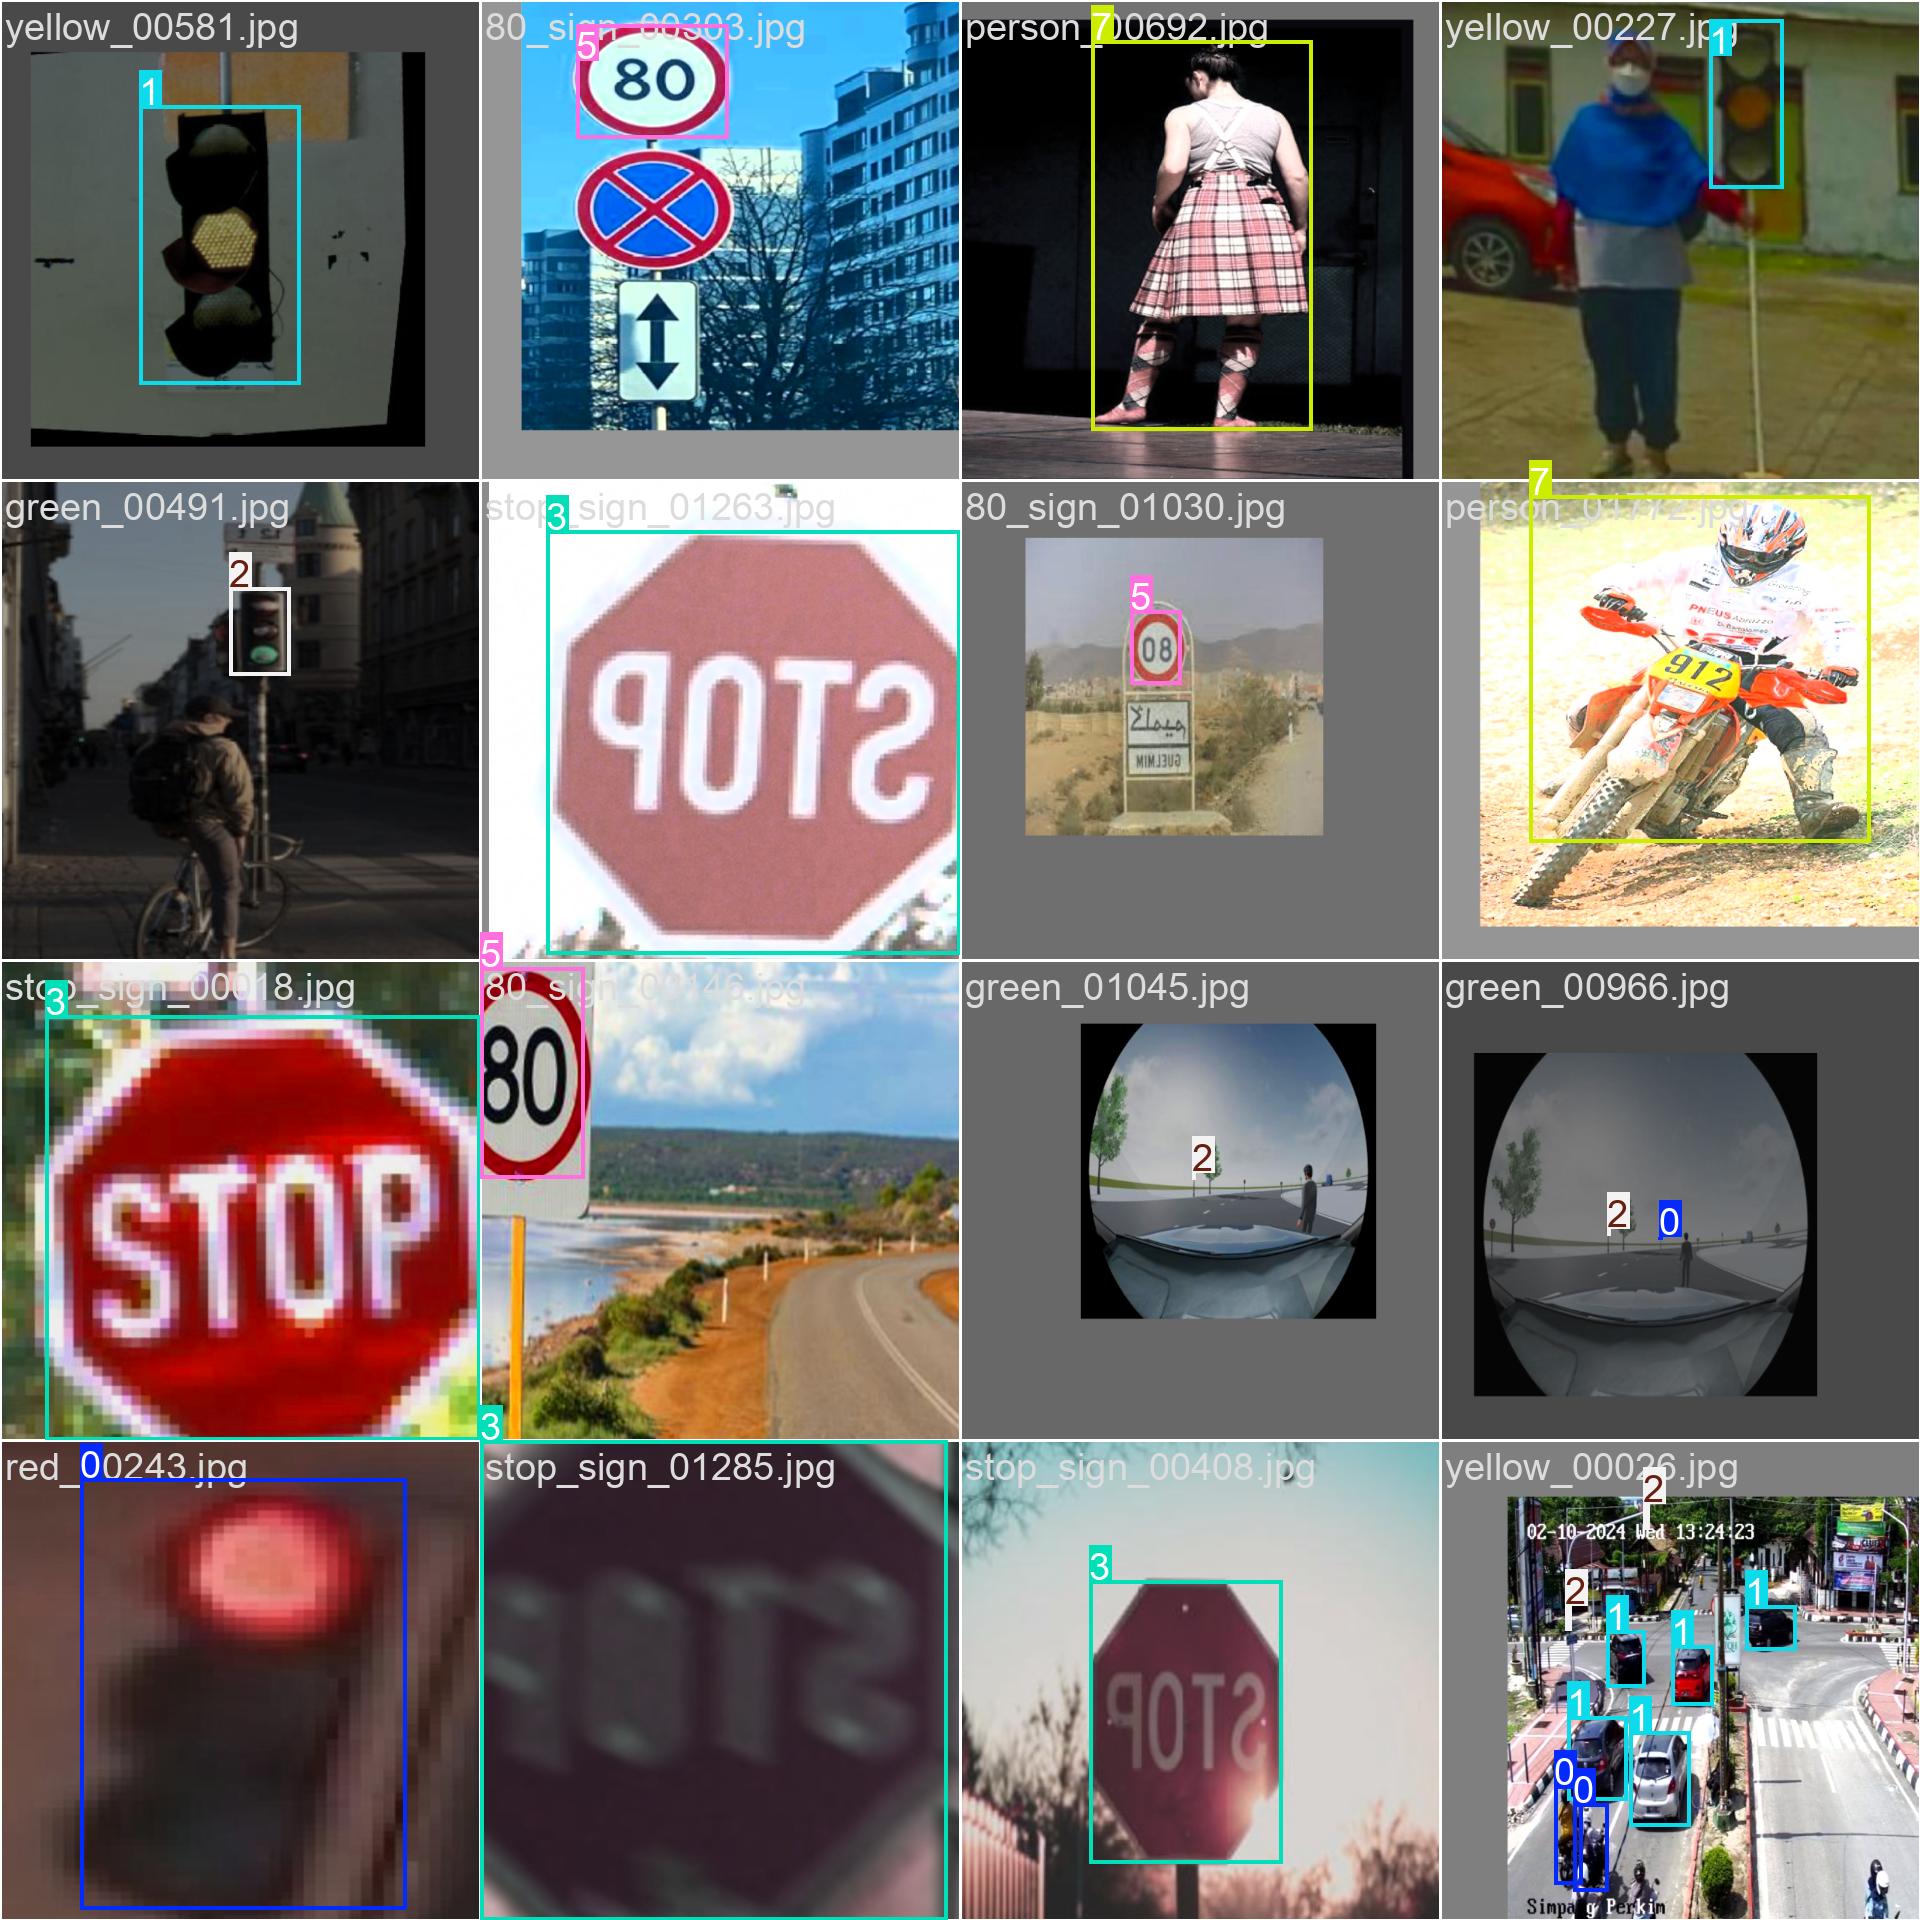 yellow_00581.jpg
1
80_sign_00303.jpg
5
80
person_00692.jpg
7
yellow_00227.jpg
1
green_00491.jpg
2
stop_sign_01263.jpg
3
STOP
80_sign_01030.jpg
5
80
كلميم
GUELMIM
person_01772.jpg
7
PNEUS Abruzzo
912
stop_sign_00018.jpg
3
STOP
80_sign_00146.jpg
5
80
green_01045.jpg
2
green_00966.jpg
2
0
red_00243.jpg
0
stop_sign_01285.jpg
3
STOP
stop_sign_00408.jpg
3
STOP
yellow_00026.jpg
2
02-10-2024 Wed 13:24:23
2
1
1
1
1
1
0
0
Simpang Perkim